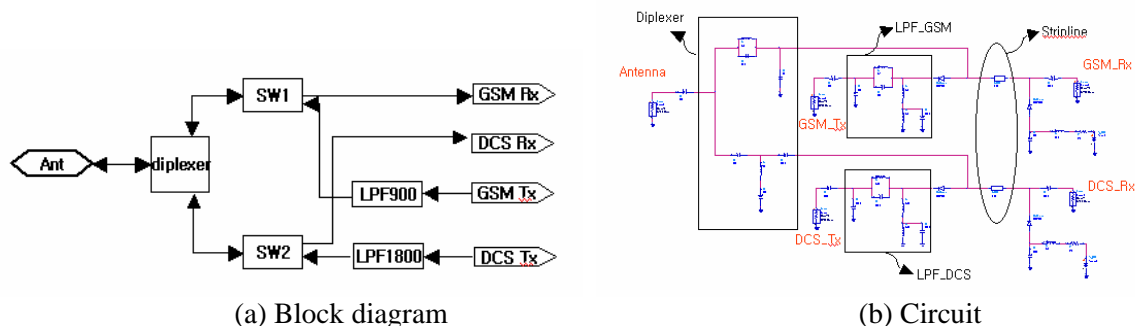 Ant
diplexer
SW1
SW2
LPF900
LPF1800
GSM Rx
DCS Rx
GSM Tx
DCS Tx
(a) Block diagram
Diplexer
LPF_GSM
Strinline
Antenna
GSM_Rx
GSM_Tx
DCS_Rx
DCS_Tx
LPF_DCS
(b) Circuit